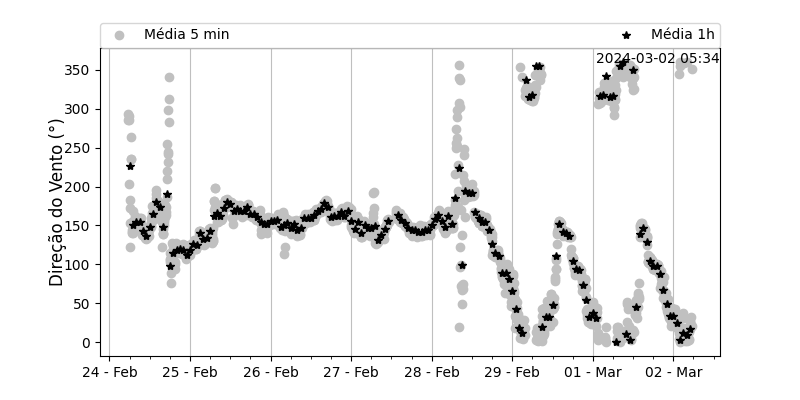 Média 5 min
Média 1h
2024-03-02 05:34
Direção do Vento (°)
350
300
250
200
150
100
50
0
24 - Feb
25 - Feb
26 - Feb
27 - Feb
28 - Feb
29 - Feb
01 - Mar
02 - Mar